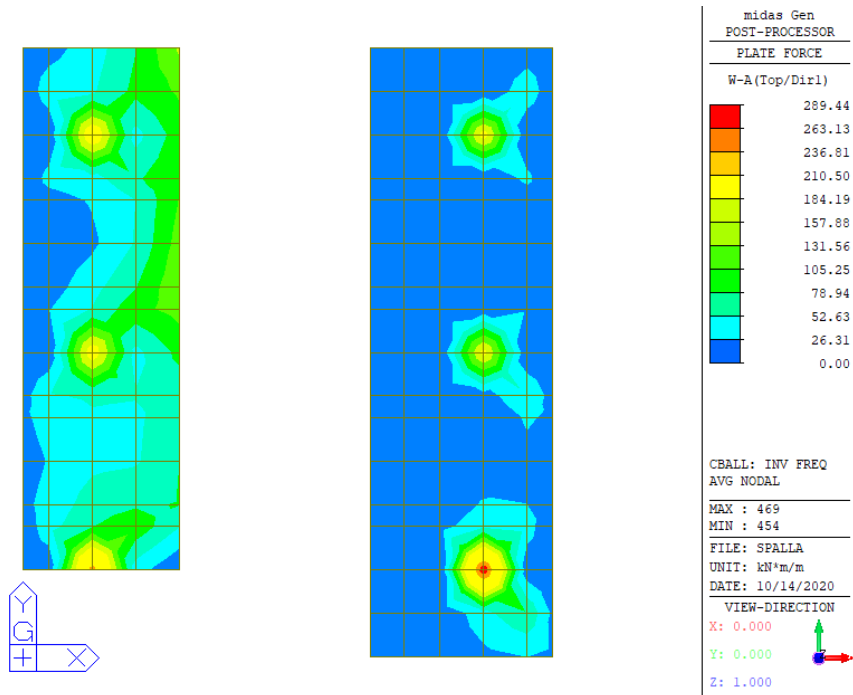 midas Gen
POST-PROCESSOR
PLATE FORCE
W-A(Top/Dir1)
289.44
263.13
236.81
210.50
184.19
157.88
131.56
105.25
78.94
52.63
26.31
0.00
CBALL: INV FREQ
AVG NODAL
MAX : 469
MIN : 454
FILE: SPALLA
UNIT: kN*m/m
DATE: 10/14/2020
VIEW-DIRECTION
X: 0.000
Y: 0.000
Z: 1.000
Y
G
X